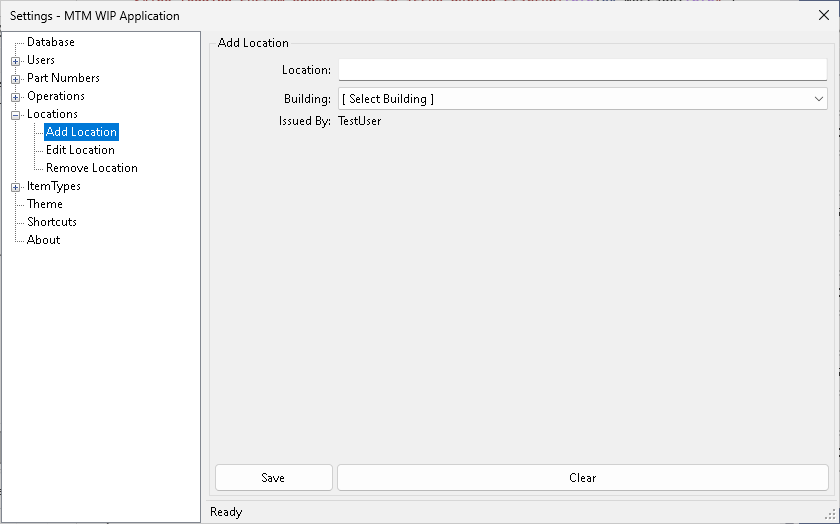 Settings - MTM WIP Application
Database
Users
Part Numbers
Operations
Locations
Add Location
Edit Location
Remove Location
ItemTypes
Theme
Shortcuts
About
Add Location
Location:
Building: [ Select Building ]
Issued By: TestUser
Save Clear
Ready